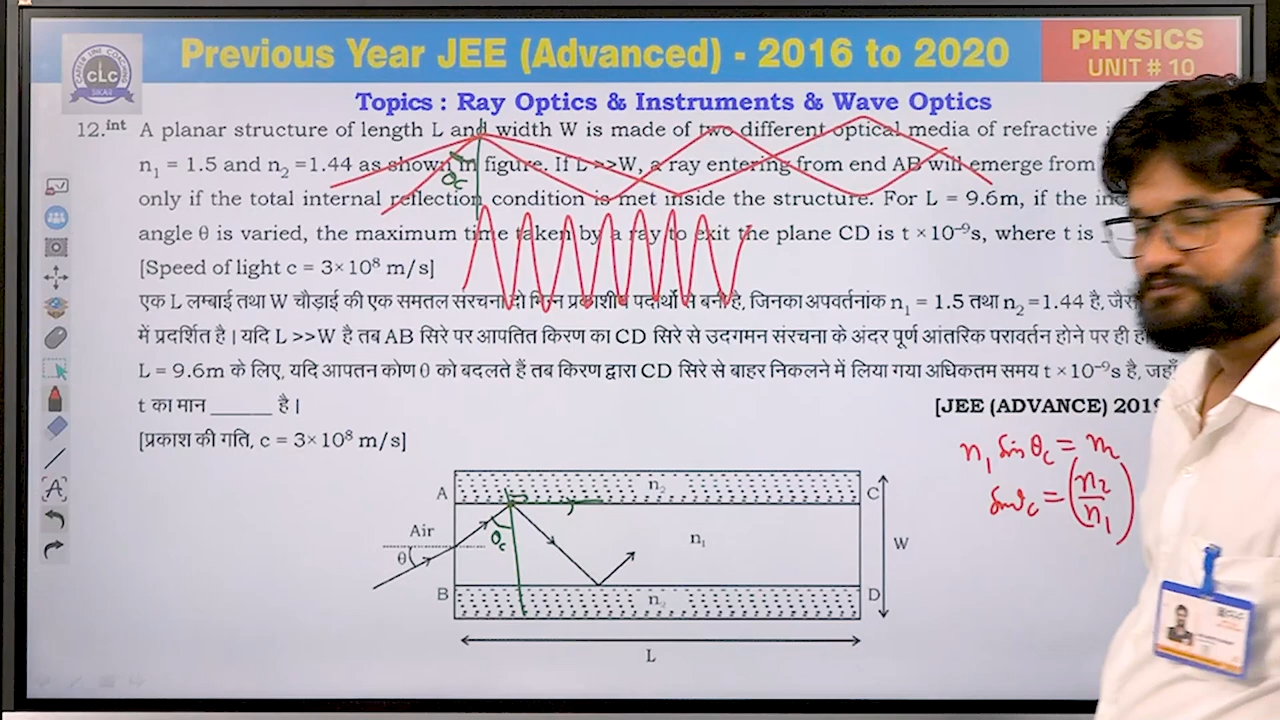 Previous Year JEE (Advanced) - 2016 to 2020
PHYSICS
UNIT # 10
CLC
SIKAR
Topics : Ray Optics & Instruments & Wave Optics
12.int A planar structure of length L and width W is made of two different optical media of refractive
n₁ = 1.5 and n₂ =1.44 as shown in figure. If L >>W, a ray entering from end AB will emerge from
only if the total internal reflection condition is met inside the structure. For L = 9.6m, if the
angle θ is varied, the maximum time taken by a ray to exit the plane CD is t ×10⁻⁹s, where t is
[Speed of light c = 3× 10⁸ m/s]
एक L लम्बाई तथा W चौड़ाई की एक समतल संरचना दो भिन्न प्रकाशीय पदार्थों से बनी है, जिनका अपवर्तनांक n₁ = 1.5 तथा n₂ =1.44 है,
में प्रदर्शित है। यदि L >>W है तब AB सिरे पर आपतित किरण का CD सिरे से उदगमन संरचना के अंदर पूर्ण आंतरिक परावर्तन होने पर ही
L = 9.6m के लिए, यदि आपतन कोण θ को बदलते हैं तब किरण द्वारा CD सिरे से बाहर निकलने में लिया गया अधिकतम समय t ×10⁻⁹s है,
t का मान ______ है।
[JEE (ADVANCE) 2019
[प्रकाश की गति, c = 3× 10⁸ m/s]
θc
n₁ sin θc = n₂
sin θc = (n₂/n₁)
A
n₂
C
Air
θ
θc
n₁
W
B
n₂
D
L